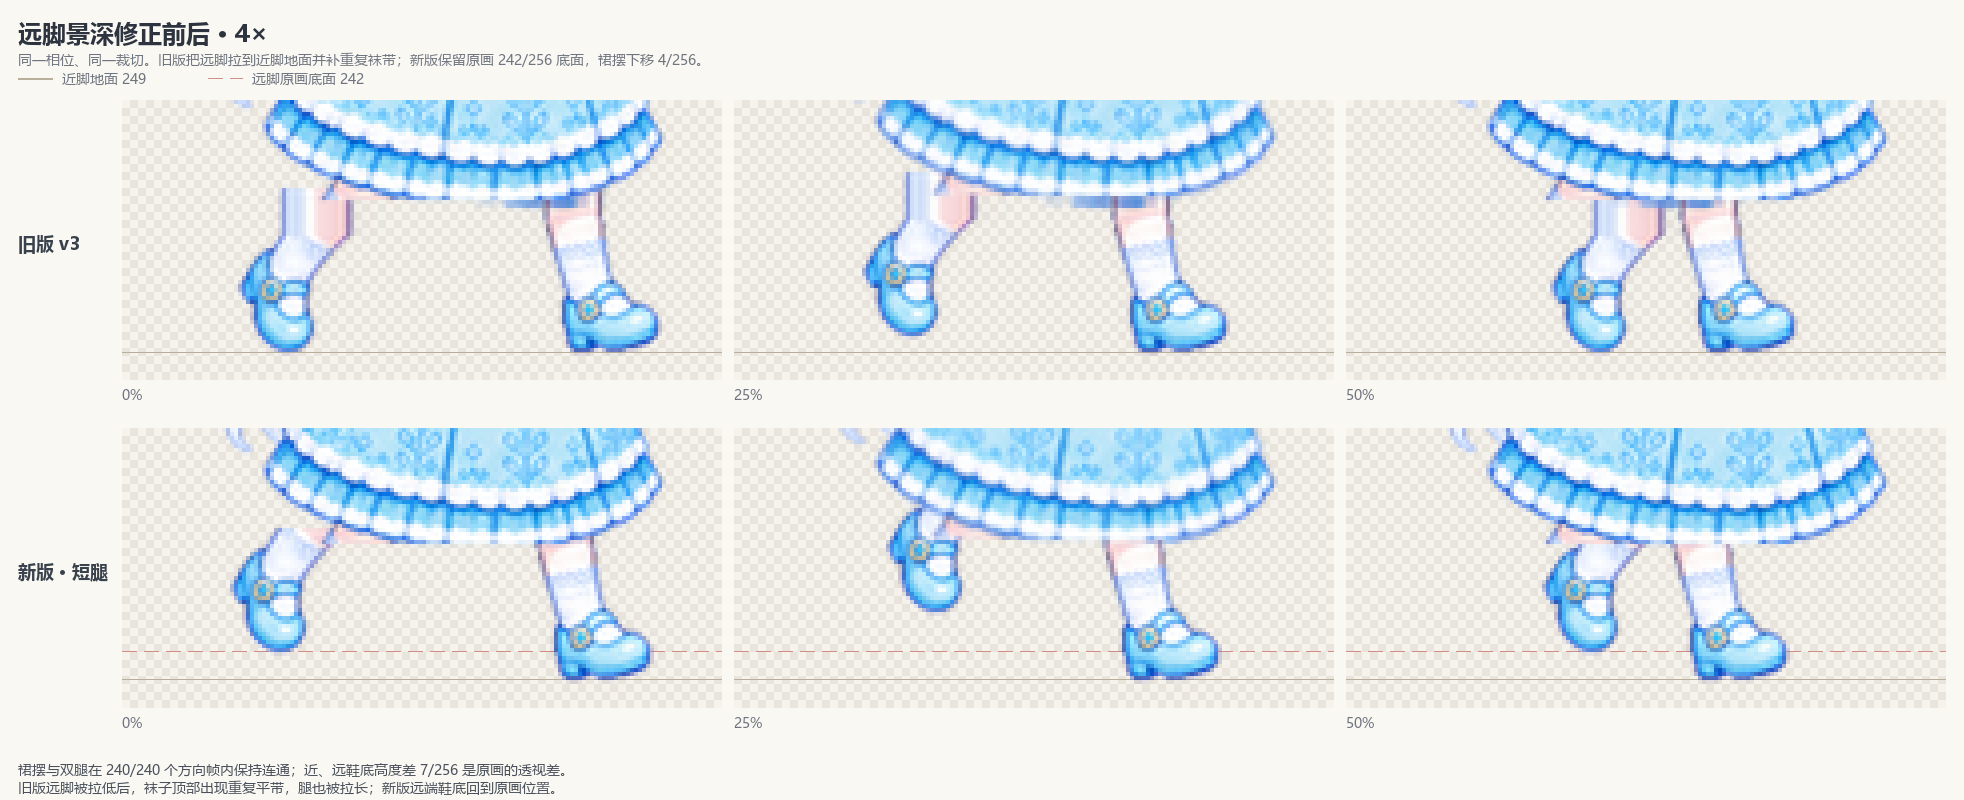 远脚景深修正前后 • 4×
同一相位、同一裁切。旧版把远脚拉到近脚地面并补重复袜带；新版保留原画 242/256 底面，裙摆下移 4/256。
近脚地面 249 远脚原画底面 242
旧版 v3
0% 25% 50%
新版 • 短腿
0% 25% 50%
裙摆与双腿在 240/240 个方向帧内保持连通；近、远鞋底高度差 7/256 是原画的透视差。
旧版远脚被拉低后，袜子顶部出现重复平带，腿也被拉长；新版远端鞋底回到原画位置。